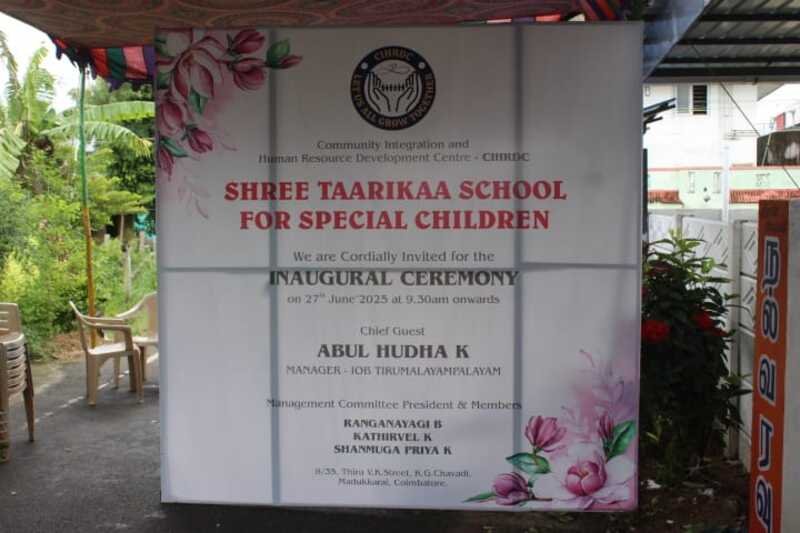 CIHRDC
LET US ALL GROW TOGETHER
Community Integration and
Human Resource Development Centre - CIHRDC
SHREE TAARIKAA SCHOOL
FOR SPECIAL CHILDREN
We are Cordially Invited for the
INAUGURAL CEREMONY
on 27th June'2025 at 9.30am onwards
Chief Guest
ABUL HUDHA K
MANAGER - IOB TIRUMALAYAMPALAYAM
Management Committee President & Members
RANGANAYAGI B
KATHIRVEL K
SHANMUGA PRIYA K
8/35, Thiru V.K.Street, K.G.Chavadi,
Madukkarai, Coimbatore.
நல்வரவு